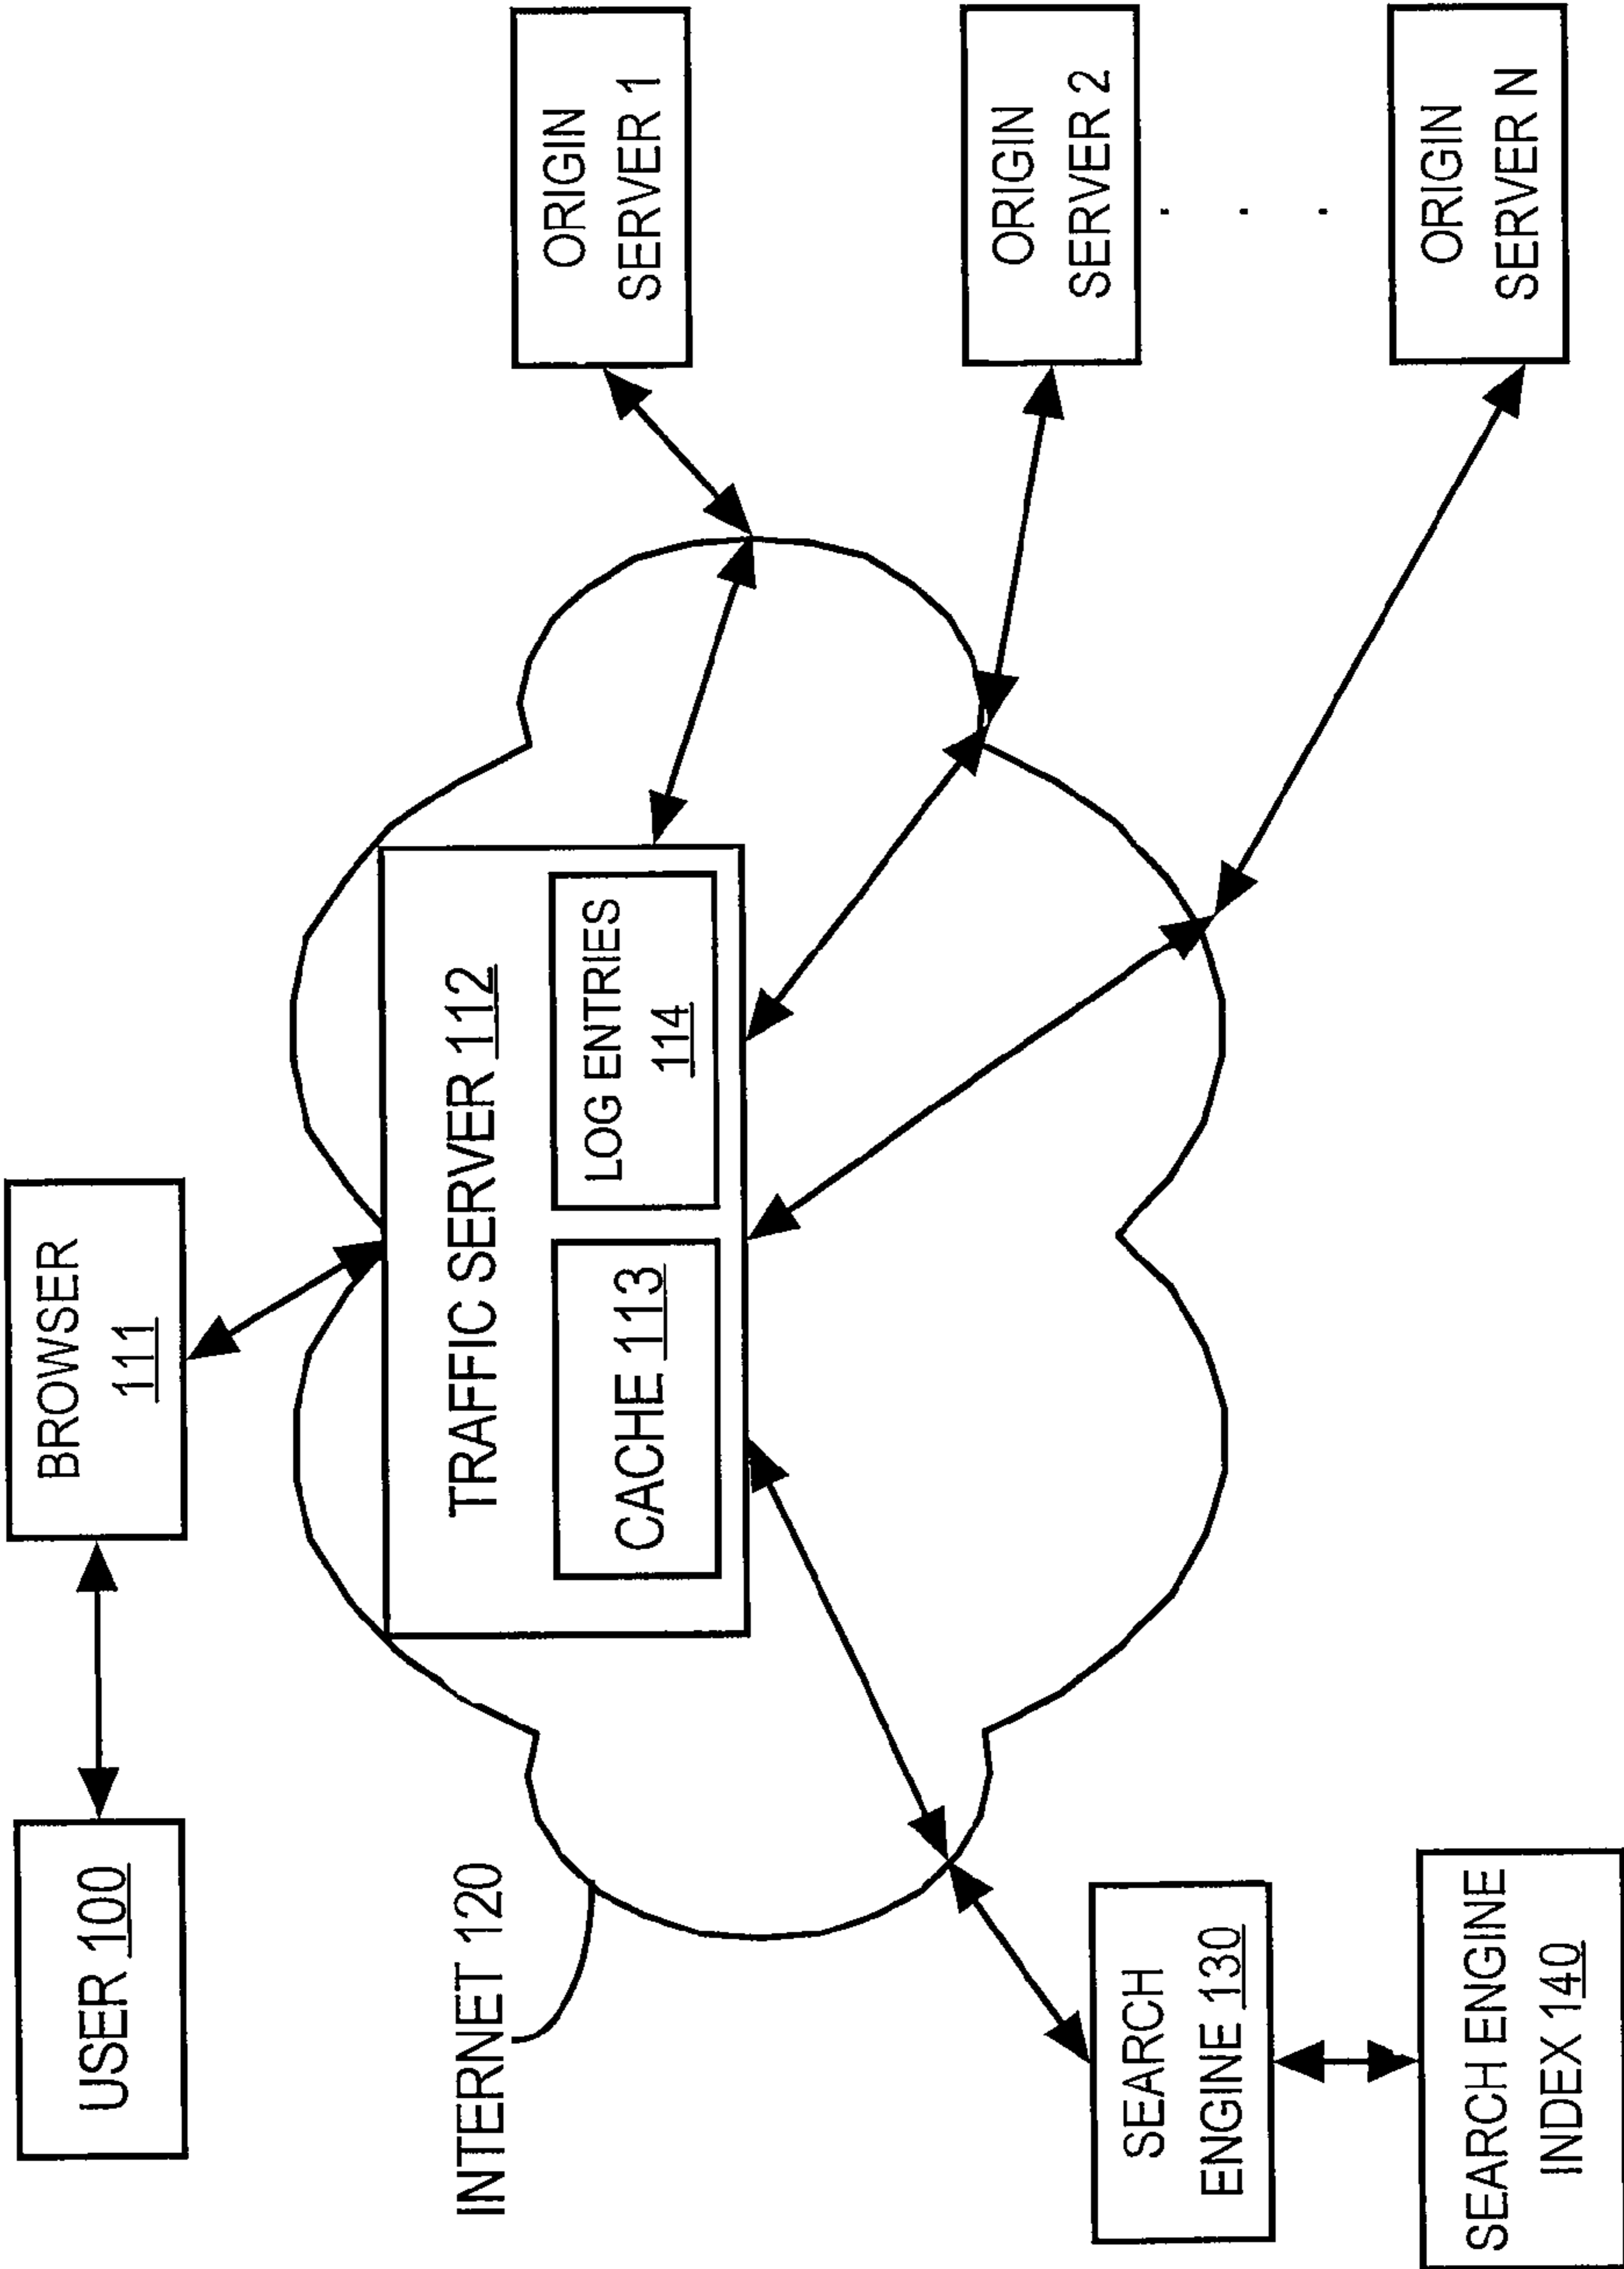 USER 100
BROWSER
111
INTERNET 120
TRAFFIC SERVER 112
CACHE 113
LOG ENTRIES
114
ORIGIN
SERVER 1
ORIGIN
SERVER 2
. . .
ORIGIN
SERVER N
SEARCH
ENGINE 130
SEARCH ENGINE
INDEX 140